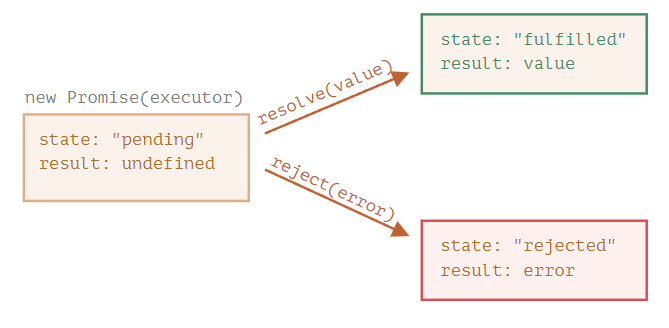 new Promise(executor)
state: "pending"
result: undefined
resolve(value)
reject(error)
state: "fulfilled"
result: value
state: "rejected"
result: error